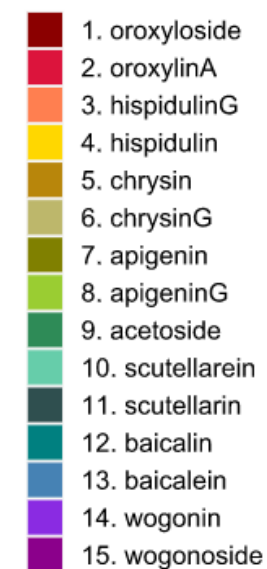 1. oroxyloside
2. oroxylinA
3. hispidulinG
4. hispidulin
5. chrysin
6. chrysinG
7. apigenin
8. apigeninG
9. acetoside
10. scutellarein
11. scutellarin
12. baicalin
13. baicalein
14. wogonin
15. wogonoside